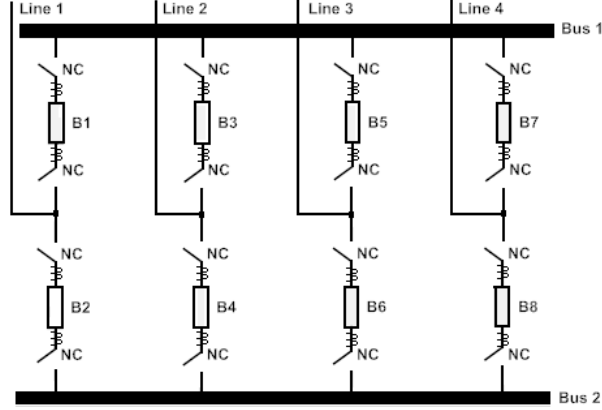 Line 1 Line 2 Line 3 Line 4
Bus 1
NC NC NC NC
B1 B3 B5 B7
NC NC NC NC
NC NC NC NC
B2 B4 B6 B8
NC NC NC NC
Bus 2